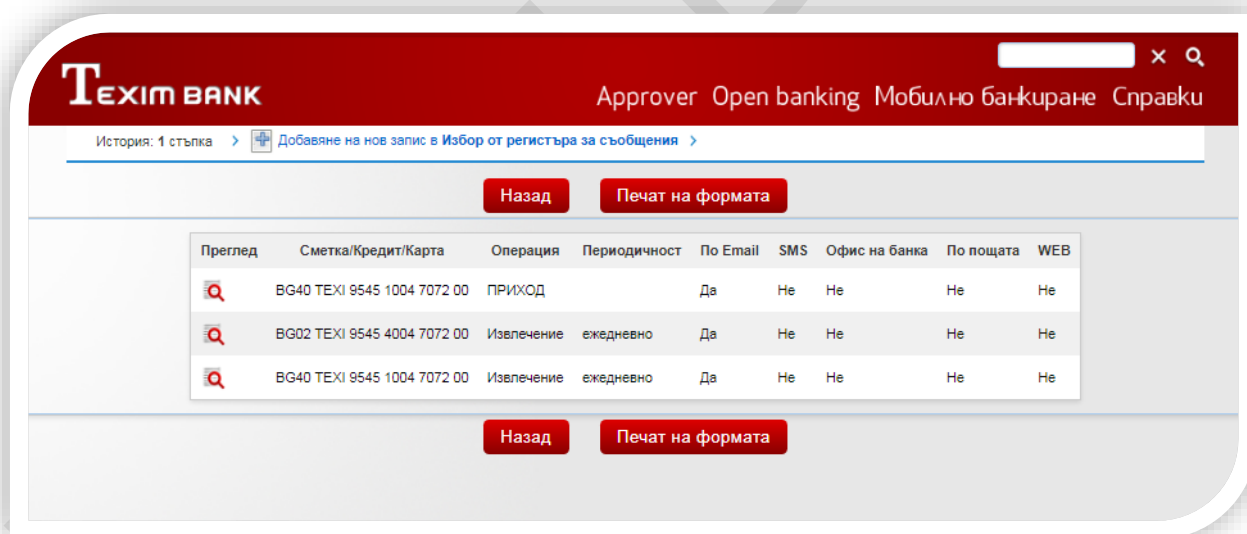 TEXIM BANK
Approver Open banking Мобилно банкиране Справки
История: 1 стъпка > Добавяне на нов запис в Избор от регистъра за съобщения >
Назад Печат на формата
Преглед Сметка/Кредит/Карта Операция Периодичност По Email SMS Офис на банка По пощата WEB
BG40 TEXI 9545 1004 7072 00 ПРИХОД Да Не Не Не Не
BG02 TEXI 9545 4004 7072 00 Извлечение ежедневно Да Не Не Не Не
BG40 TEXI 9545 1004 7072 00 Извлечение ежедневно Да Не Не Не Не
Назад Печат на формата